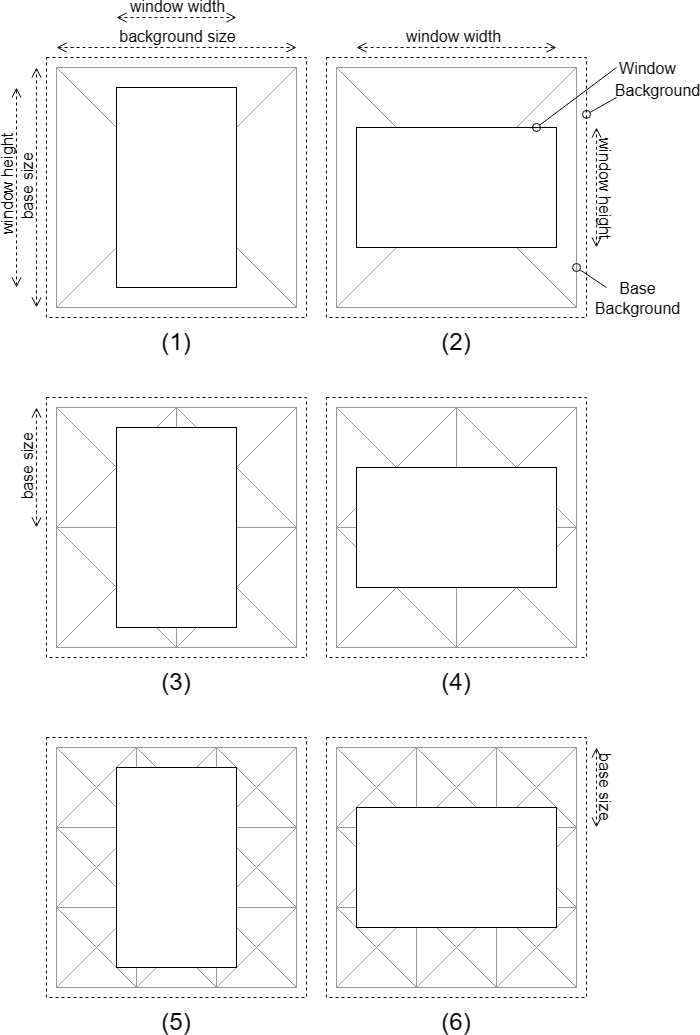 window width
background size
window width
Window
Background
window height
base size
window height
Base
Background
(1)
(2)
base size
(3)
(4)
base size
(5)
(6)